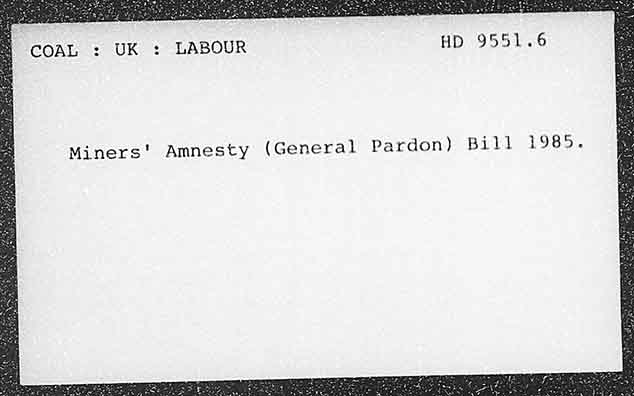 COAL : UK : LABOUR HD 9551.6
Miners' Amnesty (General Pardon) Bill 1985.